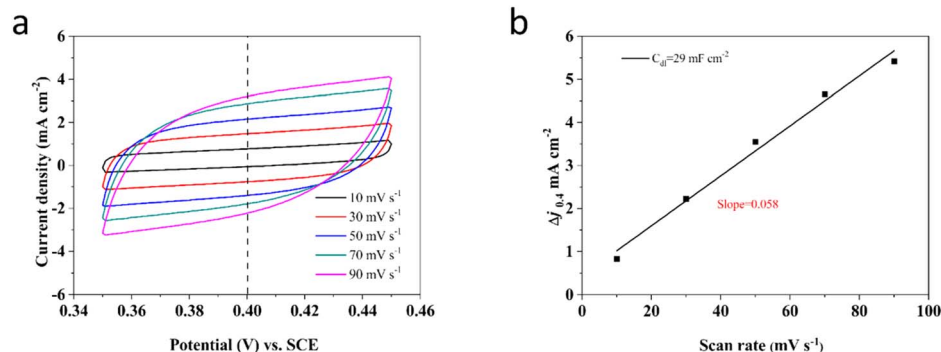 a
Current density (mA cm⁻²)
6
4
2
0
-2
-4
-6
0.34 0.36 0.38 0.40 0.42 0.44 0.46
Potential (V) vs. SCE
10 mV s⁻¹
30 mV s⁻¹
50 mV s⁻¹
70 mV s⁻¹
90 mV s⁻¹
b
Δj 0.4 mA cm⁻²
6
5
4
3
2
1
0
0 20 40 60 80 100
Scan rate (mV s⁻¹)
C_dl=29 mF cm⁻²
Slope=0.058